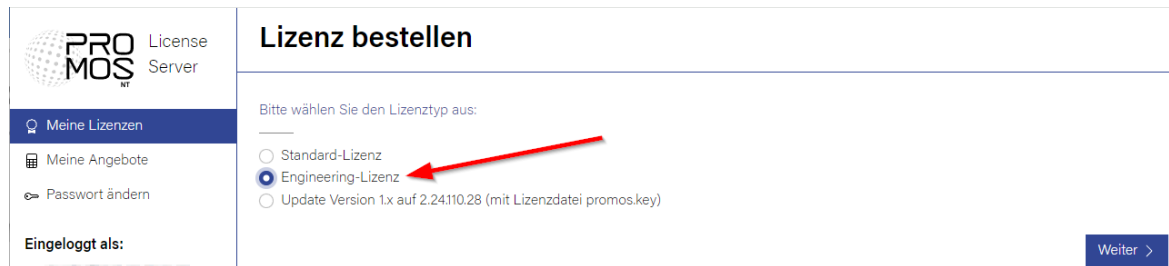 PRO
MOS
NT
License
Server
Lizenz bestellen
Meine Lizenzen
Meine Angebote
Passwort ändern
Eingeloggt als:
Bitte wählen Sie den Lizenztyp aus:
Standard-Lizenz
Engineering-Lizenz
Update Version 1.x auf 2.24.110.28 (mit Lizenzdatei promos.key)
Weiter >